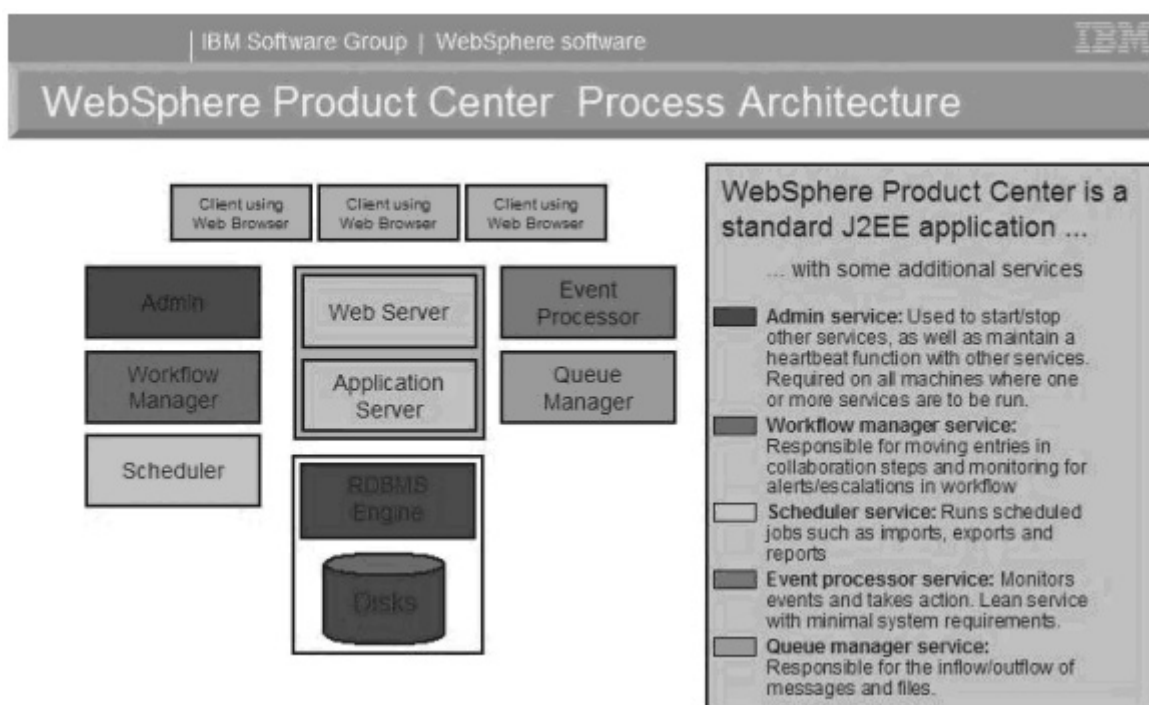 IBM Software Group | WebSphere software
IBM
WebSphere Product Center Process Architecture
Client using
Web Browser
Client using
Web Browser
Client using
Web Browser
Admin
Web Server
Event
Processor
Workflow
Manager
Application
Server
Queue
Manager
Scheduler
RDBMS
Engine
Disks
WebSphere Product Center is a
standard J2EE application ...
... with some additional services
Admin service: Used to start/stop
other services, as well as maintain a
heartbeat function with other services.
Required on all machines where one
or more services are to be run.
Workflow manager service:
Responsible for moving entries in
collaboration steps and monitoring for
alerts/escalations in workflow
Scheduler service: Runs scheduled
jobs such as imports, exports and
reports
Event processor service: Monitors
events and takes action. Lean service
with minimal system requirements.
Queue manager service:
Responsible for the inflow/outflow of
messages and files.